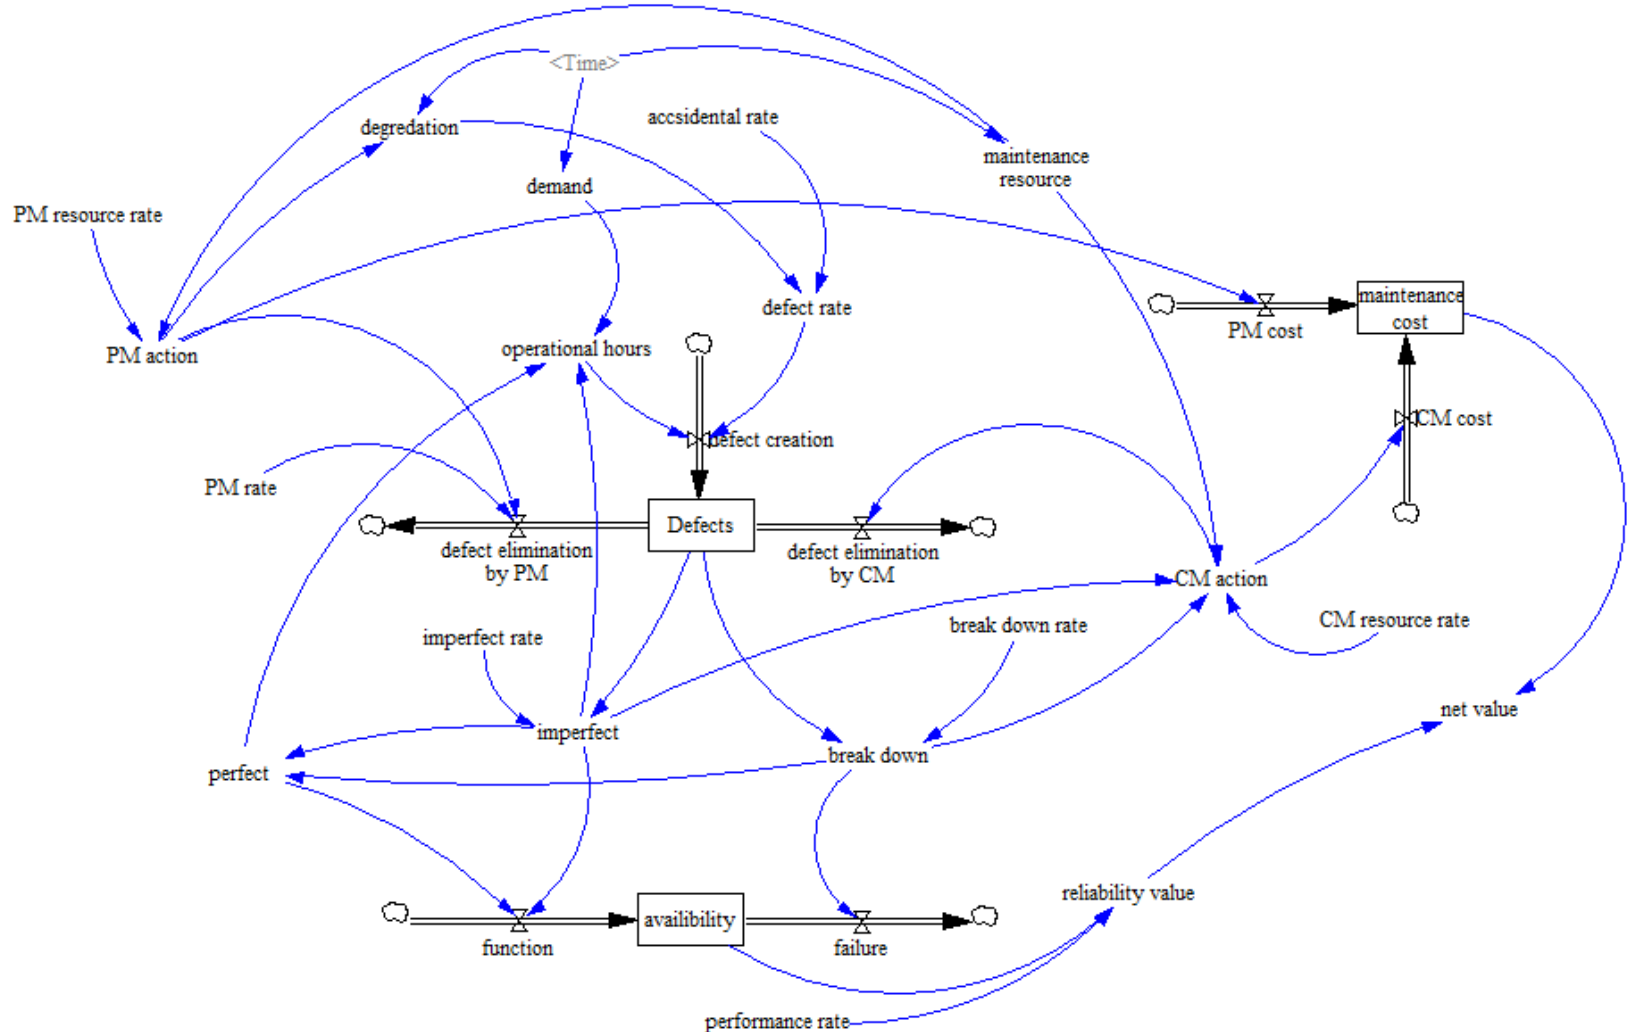 <Time>
accsidental rate
degredation
maintenance
resource
demand
PM resource rate
maintenance
cost
defect rate
PM cost
operational hours
PM action
CM cost
defect creation
PM rate
Defects
defect elimination
by PM
defect elimination
by CM
CM action
CM resource rate
break down rate
imperfect rate
net value
imperfect
break down
perfect
reliability value
availibility
function
failure
performance rate